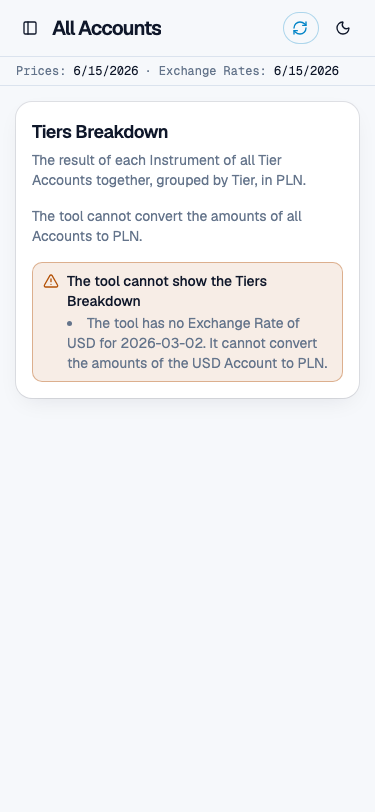 All Accounts
Prices: 6/15/2026 · Exchange Rates: 6/15/2026
Tiers Breakdown
The result of each Instrument of all Tier
Accounts together, grouped by Tier, in PLN.
The tool cannot convert the amounts of all
Accounts to PLN.
The tool cannot show the Tiers
Breakdown
• The tool has no Exchange Rate of
USD for 2026-03-02. It cannot convert
the amounts of the USD Account to PLN.